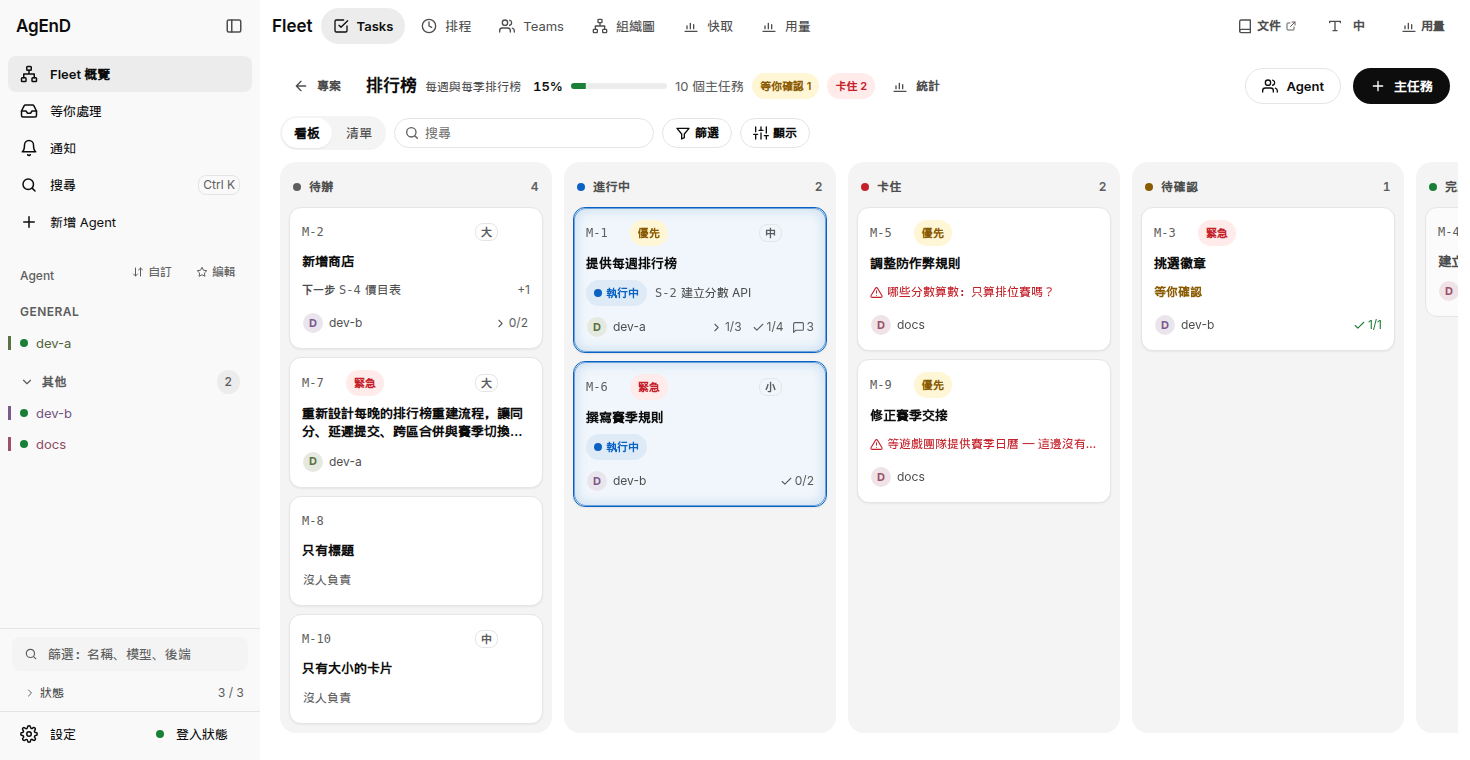 AgEnD
Fleet 概覽
等你處理
通知
搜尋 Ctrl K
新增 Agent
Agent 自訂 編輯
GENERAL
dev-a
其他 2
dev-b
docs
篩選：名稱、模型、後端
狀態 3 / 3
設定 登入狀態
Fleet Tasks 排程 Teams 組織圖 快取 用量 文件 中 用量
專案 排行榜 每週與每季排行榜 15% 10 個主任務 等你確認 1 卡住 2 統計 Agent 主任務
看板 清單 搜尋 篩選 顯示
待辦 4
M-2 大
新增商店
下一步 S-4 價目表 +1
D dev-b 0/2
M-7 緊急 大
重新設計每晚的排行榜重建流程，讓同
分、延遲提交、跨區合併與賽季切換…
D dev-a
M-8
只有標題
沒人負責
M-10 中
只有大小的卡片
沒人負責
進行中 2
M-1 優先 中
提供每週排行榜
執行中 S-2 建立分數 API
D dev-a 1/3 1/4 3
M-6 緊急 小
撰寫賽季規則
執行中
D dev-b 0/2
卡住 2
M-5 優先
調整防作弊規則
哪些分數算數：只算排位賽嗎？
D docs
M-9 優先
修正賽季交接
等遊戲團隊提供賽季日曆 — 這邊沒有…
D docs
待確認 1
M-3 緊急
挑選徽章
等你確認
D dev-b 1/1
完
M-4
建立
D